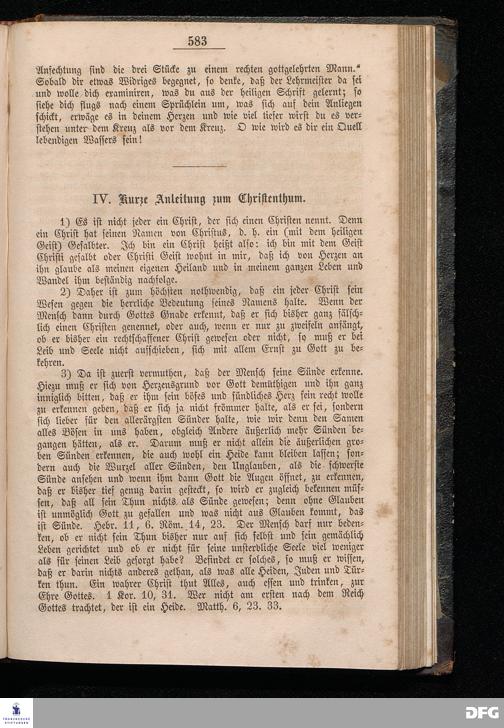 583
Anfechtung sind die drei Stücke zu einem rechten gottgelehrten Mann.“
Sobald dir etwas Widriges begegnet, so denke, daß der Lehrmeister da sei
und wolle dich examiniren, was du aus der heiligen Schrift gelernt; so
siehe dich flugs nach einem Sprüchlein um, was sich auf dein Anliegen
schickt, erwäge es in deinem Herzen und wie viel tiefer wirst du es ver-
stehen unter dem Kreuz als vor dem Kreuz. O wie wird es dir ein Quell
lebendigen Wassers sein!
IV. Kurze Anleitung zum Christenthum.
1) Es ist nicht jeder ein Christ, der sich einen Christen nennt. Denn
ein Christ hat seinen Namen von Christus, d. h. ein (mit dem heiligen
Geist) Gesalbter. Ich bin ein Christ heißt also: ich bin mit dem Geist
Christi gesalbt oder Christi Geist wohnt in mir, daß ich von Herzen an
ihn glaube als meinen eigenen Heiland und in meinem ganzen Leben und
Wandel ihm beständig nachfolge.
2) Daher ist zum höchsten nothwendig, daß ein jeder Christ sein
Wesen gegen die herrliche Bedeutung seines Namens halte. Wenn der
Mensch dann durch Gottes Gnade erkennt, daß er sich bisher ganz fälsch-
lich einen Christen genennet, oder auch, wenn er nur zu zweifeln anfängt,
ob er bisher ein rechtschaffener Christ gewesen oder nicht, so muß er bei
Leib und Seele nicht aufschieben, sich mit allem Ernst zu Gott zu be-
kehren.
3) Da ist zuerst vermuthen, daß der Mensch seine Sünde erkenne.
Hiezu muß er sich von Herzensgrund vor Gott demüthigen und ihn ganz
inniglich bitten, daß er ihm sein böses und sündliches Herz sein recht wolle
zu erkennen geben, daß er sich ja nicht frömmer halte, als er sei, sondern
sich lieber für den allerärgsten Sünder halte, wie wir denn den Samen
alles Bösen in uns haben, obgleich Andere äußerlich mehr Sünden be-
gangen hätten, als er. Darum muß er nicht allein die äußerlichen gro-
ben Sünden erkennen, die auch wohl ein Heide kann bleiben lassen; son-
dern auch die Wurzel aller Sünden, den Unglauben, als die schwerste
Sünde ansehen und wenn ihm dann Gott die Augen öffnet, zu erkennen,
daß er bisher tief genug darin gesteckt, so wird er zugleich bekennen müs-
sen, daß all sein Thun nichts als Sünde gewesen; denn ohne Glauben
ist unmöglich Gott zu gefallen und was nicht aus Glauben kommt, das
ist Sünde. Hebr. 11, 6. Röm. 14, 23. Der Mensch darf nur beden-
ken, ob er nicht sein Thun bisher nur auf sich selbst und sein gemächlich
Leben gerichtet und ob er nicht für seine unsterbliche Seele viel weniger
als für seinen Leib gesorgt habe? Befindet er solches, so muß er wissen,
daß er darin nichts anderes gethan, als was alle Heiden, Juden und Tür-
ken thun. Ein wahrer Christ thut Alles, auch essen und trinken, zur
Ehre Gottes. 1 Kor. 10, 31. Wer nicht am ersten nach dem Reich
Gottes trachtet, der ist ein Heide. Matth. 6, 23. 33.
FRANCKESCHE
STIFTUNGEN
DFG